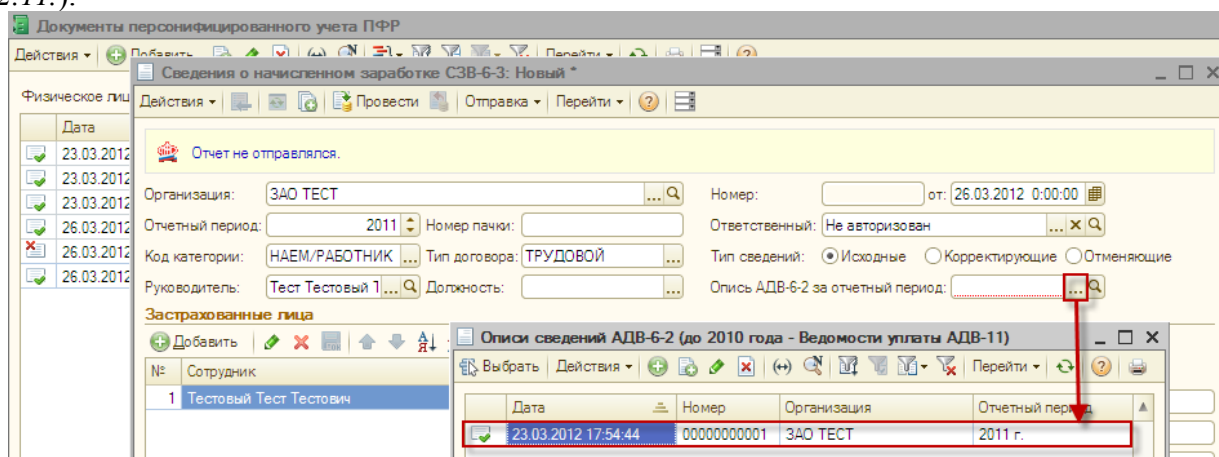 2.11.).
Документы персонифицированного учета ПФР
Действия Добавить Перейти
Сведения о начисленном заработке СЗВ-6-3: Новый *
Действия Провести Отправка Перейти
Физическое лиц
Дата
Отчет не отправлялся.
23.03.2012
23.03.2012
23.03.2012
26.03.2012
26.03.2012
26.03.2012
Организация: ЗАО ТЕСТ ... Номер: от: 26.03.2012 0:00:00
Отчетный период: 2011 Номер пачки: Ответственный: Не авторизован ...
Код категории: НАЕМ/РАБОТНИК ... Тип договора: ТРУДОВОЙ ... Тип сведений: Исходные Корректирующие Отменяющие
Руководитель: Тест Тестовый Т ... Должность: ... Опись АДВ-6-2 за отчетный период: ...
Застрахованные лица
Добавить
№ Сотрудник
1 Тестовый Тест Тестович
Описи сведений АДВ-6-2 (до 2010 года - Ведомости уплаты АДВ-11)
Выбрать Действия Перейти
Дата Номер Организация Отчетный период
23.03.2012 17:54:44 00000000001 ЗАО ТЕСТ 2011 г.